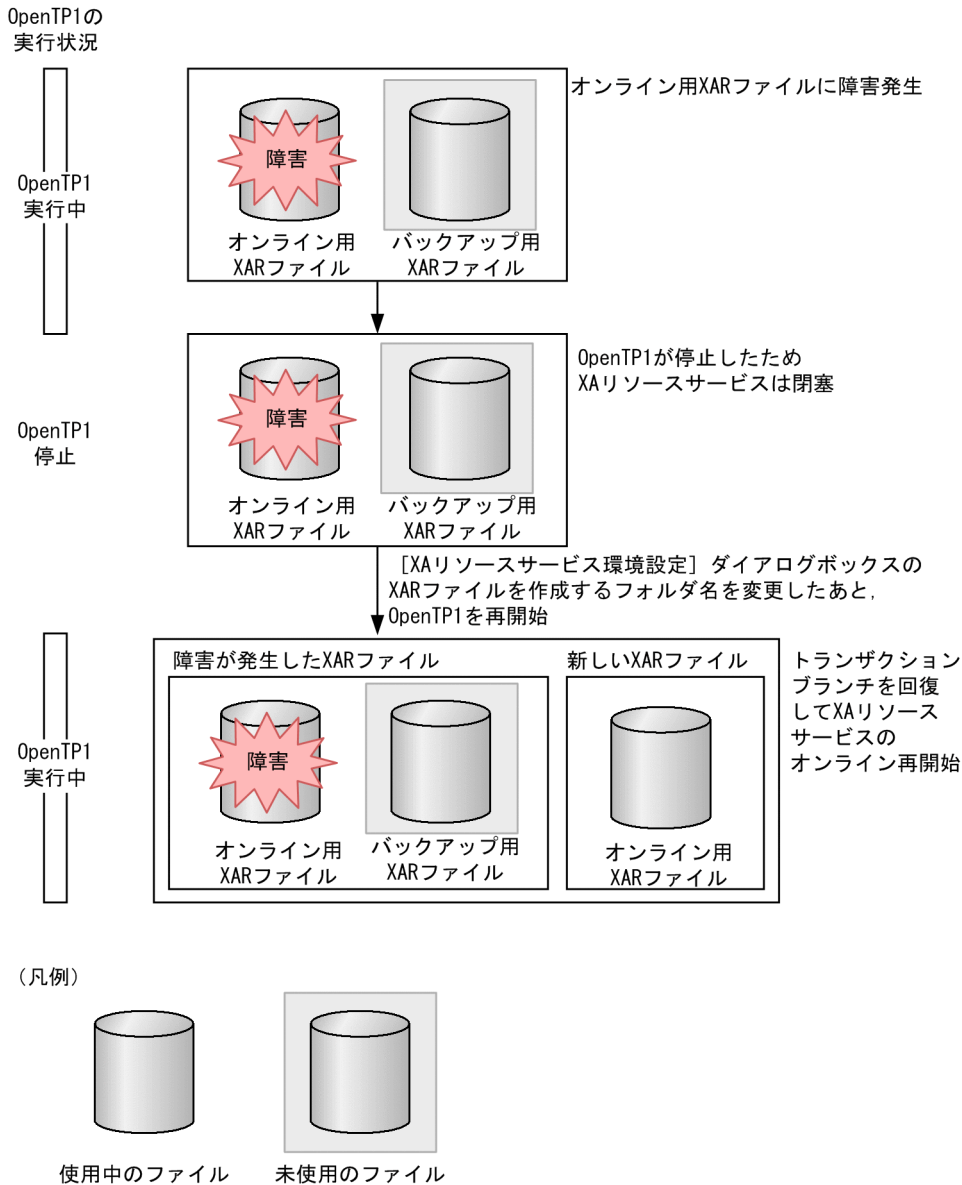 OpenTP1の
実行状況
OpenTP1
実行中
障害
オンライン用
XARファイル
バックアップ用
XARファイル
オンライン用XARファイルに障害発生
OpenTP1
停止
障害
オンライン用
XARファイル
バックアップ用
XARファイル
OpenTP1が停止したため
XAリソースサービスは閉塞
［XAリソースサービス環境設定］ダイアログボックスの
XARファイルを作成するフォルダ名を変更したあと，
OpenTP1を再開始
OpenTP1
実行中
障害が発生したXARファイル
障害
オンライン用
XARファイル
バックアップ用
XARファイル
新しいXARファイル
オンライン用
XARファイル
トランザクション
ブランチを回復
してXAリソース
サービスの
オンライン再開始
（凡例）
使用中のファイル
未使用のファイル